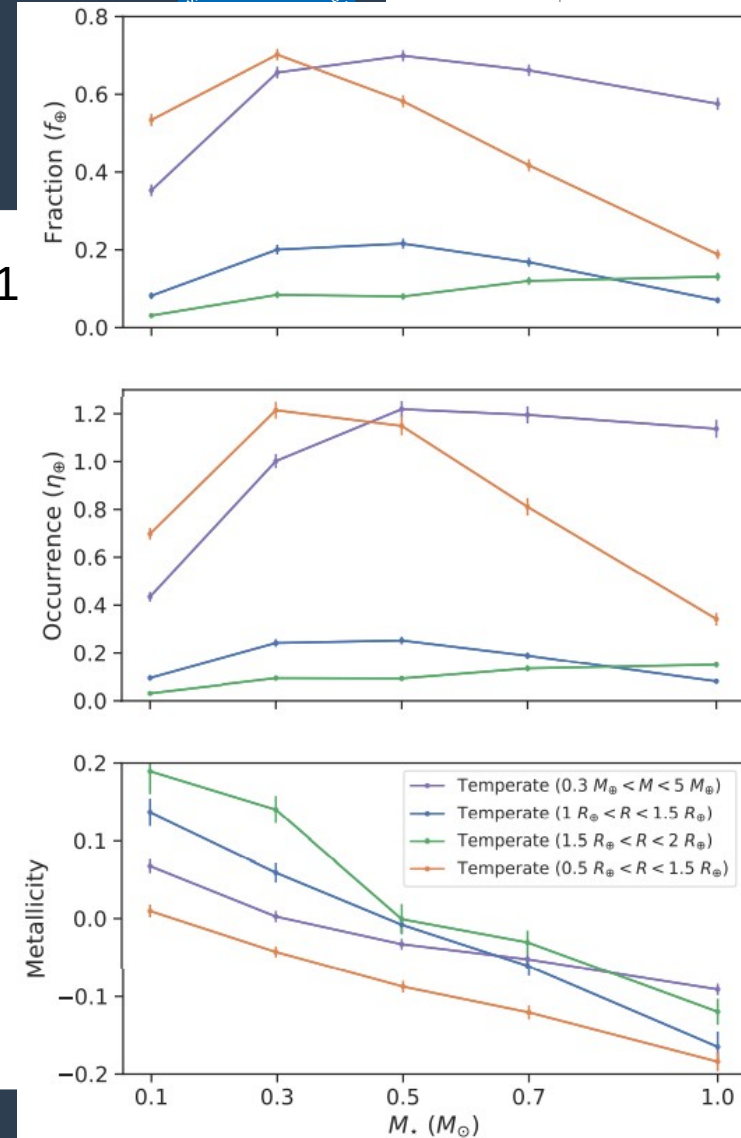 0.8
0.6
0.4
0.2
0.0
Fraction (f⊕)
1
1.2
1.0
0.8
0.6
0.4
0.2
0.0
Occurrence (η⊕)
0.2
0.1
0.0
−0.1
−0.2
Metallicity
Temperate (0.3 M⊕ < M < 5 M⊕)
Temperate (1 R⊕ < R < 1.5 R⊕)
Temperate (1.5 R⊕ < R < 2 R⊕)
Temperate (0.5 R⊕ < R < 1.5 R⊕)
0.1 0.3 0.5 0.7 1.0
M⋆ (M⊙)